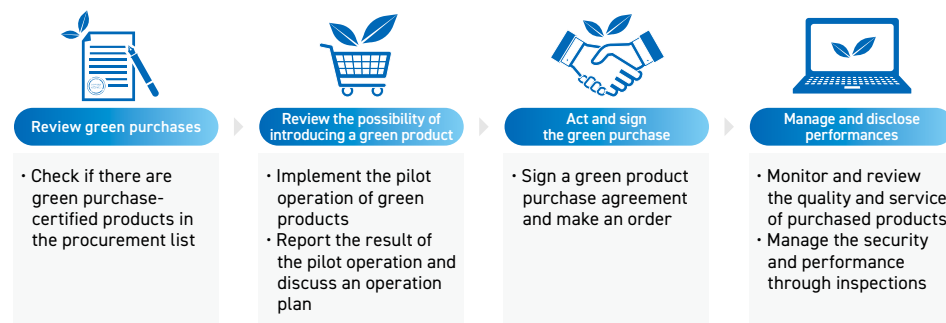 Review green purchases
· Check if there are
green purchase-
certified products in
the procurement list
Review the possibility of
introducing a green product
· Implement the pilot
operation of green
products
· Report the result of
the pilot operation and
discuss an operation
plan
Act and sign
the green purchase
· Sign a green product
purchase agreement
and make an order
Manage and disclose
performances
· Monitor and review
the quality and service
of purchased products
· Manage the security
and performance
through inspections